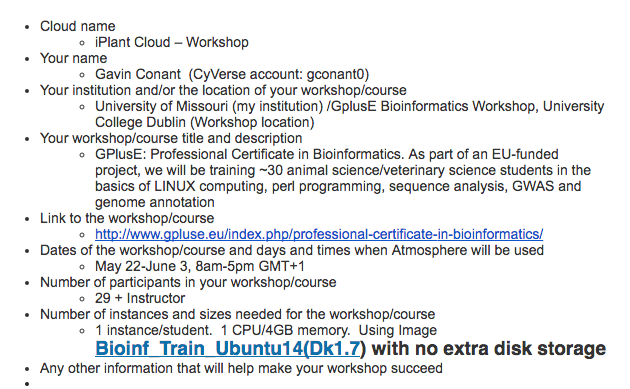 Cloud name
iPlant Cloud – Workshop
Your name
Gavin Conant  (CyVerse account: gconant0)
Your institution and/or the location of your workshop/course
University of Missouri (my institution) /GplusE Bioinformatics Workshop, University
College Dublin (Workshop location)
Your workshop/course title and description
GPlusE: Professional Certificate in Bioinformatics. As part of an EU-funded
project, we will be training ~30 animal science/veterinary science students in the
basics of LINUX computing, perl programming, sequence analysis, GWAS and
genome annotation
Link to the workshop/course
http://www.gpluse.eu/index.php/professional-certificate-in-bioinformatics/
Dates of the workshop/course and days and times when Atmosphere will be used
May 22-June 3, 8am-5pm GMT+1
Number of participants in your workshop/course
29 + Instructor
Number of instances and sizes needed for the workshop/course
1 instance/student.  1 CPU/4GB memory.  Using Image
Bioinf_Train_Ubuntu14(Dk1.7) with no extra disk storage
Any other information that will help make your workshop succeed